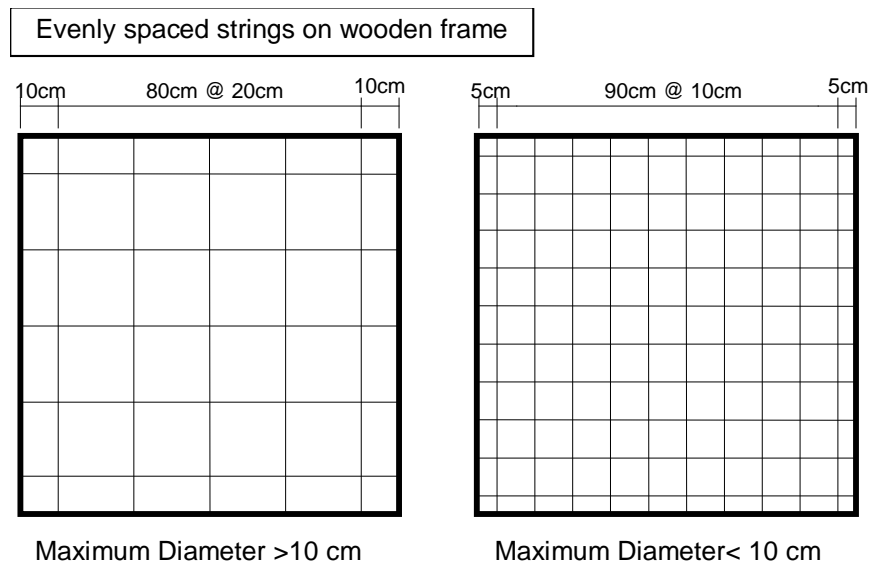 Evenly spaced strings on wooden frame
10cm 80cm @ 20cm 10cm
5cm 90cm @ 10cm 5cm
Maximum Diameter >10 cm
Maximum Diameter< 10 cm